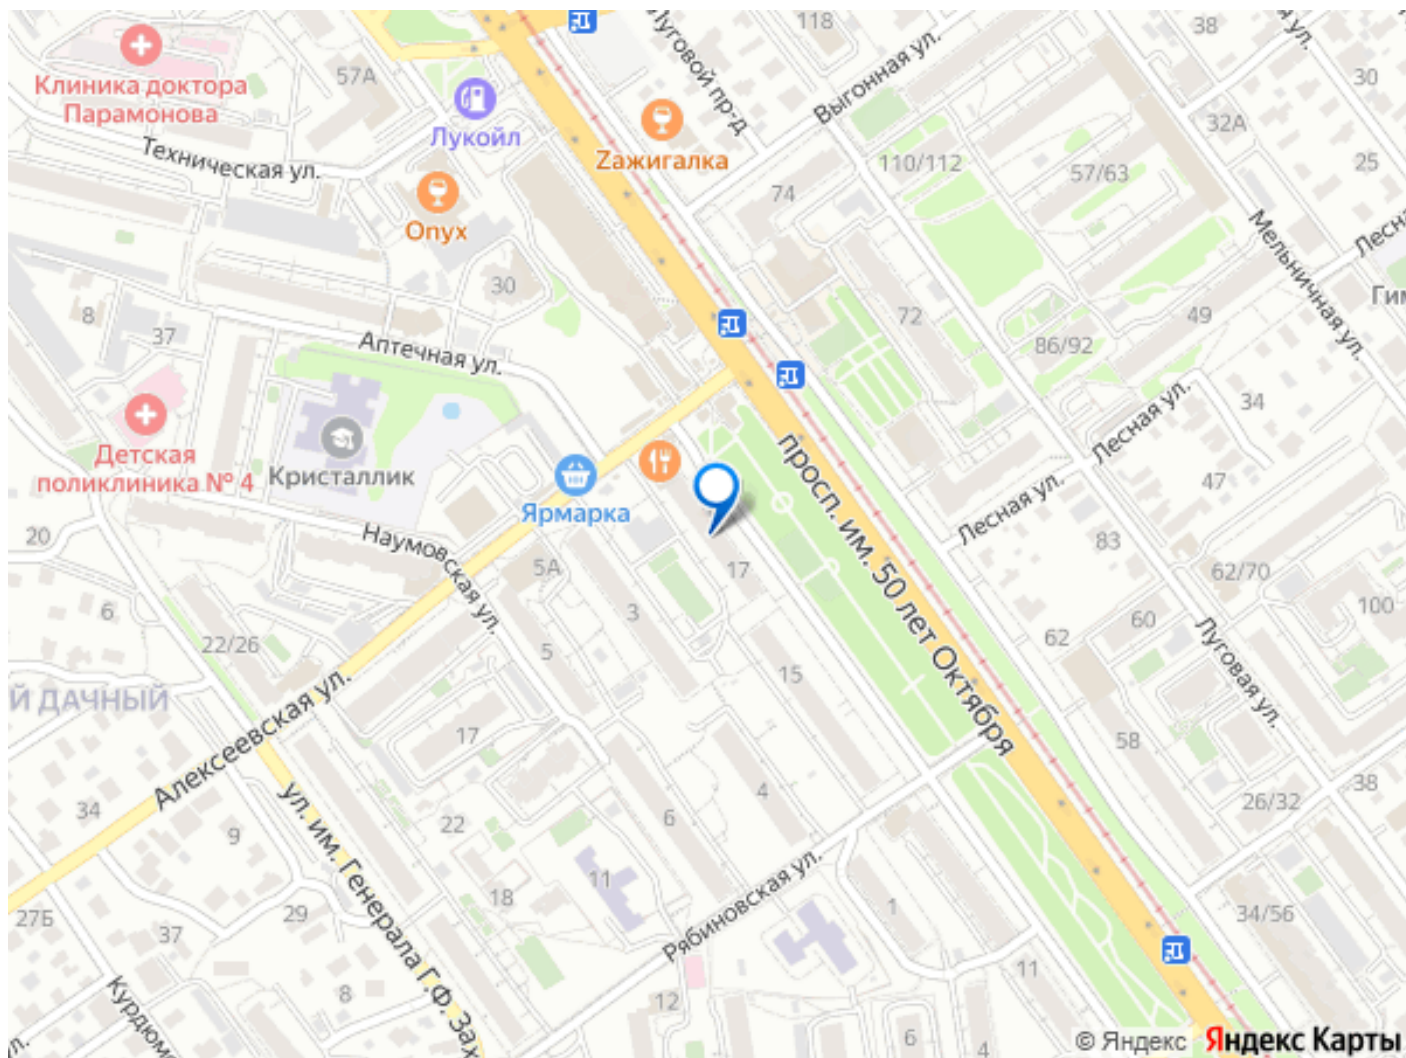 118
38
Луговой пр-д
Выгонная ул.
30
57А
Клиника доктора
Парамонова
Лукойл
32А
Zажигалка
Техническая ул.
110/112
57/63
25
74
Опух
Мельничная ул.
30
8
37
72
49
86/92
Аптечная ул.
34
Лесная ул.
Детская
поликлиника № 4
Кристаллик
просп. им. 50 лет Октября
47
Ярмарка
Лесная ул.
20
Наумовская ул.
83
5А
17
62/70
6
3
60
100
62
22/26
5
15
Луговая ул.
Й ДАЧНЫЙ
Алексеевская ул.
17
58
4
38
26/32
34
22
6
9
ул. им. Генерала Г.Ф. Зах
11
Рябиновская ул.
18
1
27Б
29
34/56
37
8
11
12
6
4
© Яндекс Яндекс Карты